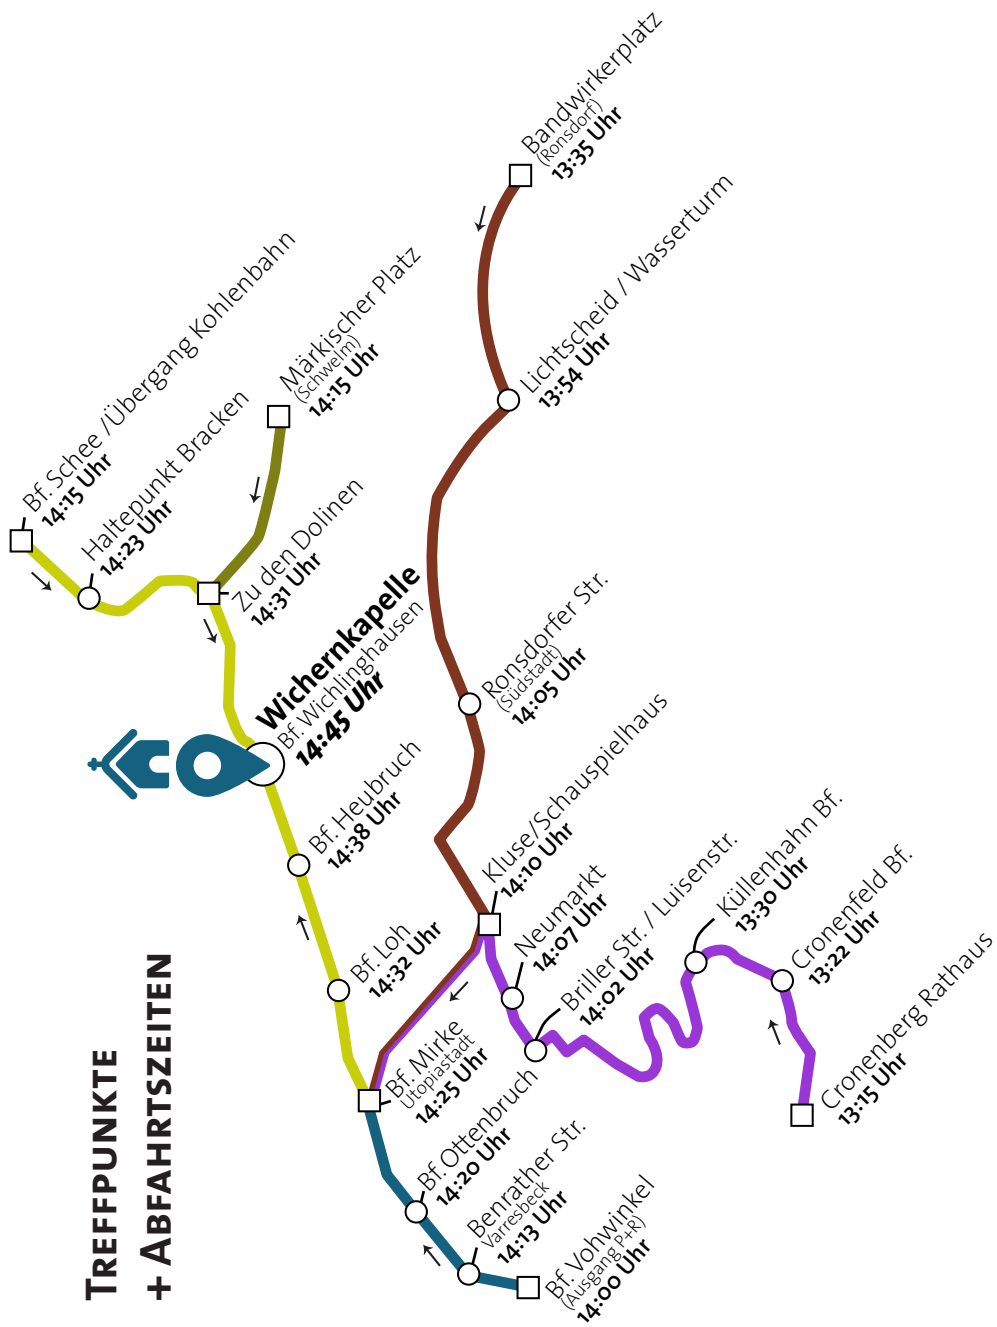 TREFFPUNKTE
+ ABFAHRTSZEITEN
Bf. Schee /Übergang Kohlenbahn
14:15 Uhr
Haltepunkt Bracken
14:23 Uhr
Märkischer Platz
(Schwelm)
14:15 Uhr
Zu den Dolinen
14:31 Uhr
Wichernkapelle
Bf. Wichlinghausen
14:45 Uhr
Bf. Heubruch
14:38 Uhr
Bf. Loh
14:32 Uhr
Bf. Mirke
Utopiastadt
14:25 Uhr
Bf. Ottenbruch
14:20 Uhr
Benrather Str.
Varresbeck
14:13 Uhr
Bf. Vohwinkel
(Ausgang P+R)
14:00 Uhr
Bandwirkerplatz
(Ronsdorf)
13:35 Uhr
Lichtscheid / Wasserturm
13:54 Uhr
Ronsdorfer Str.
(Südstadt)
14:05 Uhr
Kluse/Schauspielhaus
14:10 Uhr
Neumarkt
14:07 Uhr
Briller Str. / Luisenstr.
14:02 Uhr
Küllenhahn Bf.
13:30 Uhr
Cronenfeld Bf.
13:22 Uhr
Cronenberg Rathaus
13:15 Uhr